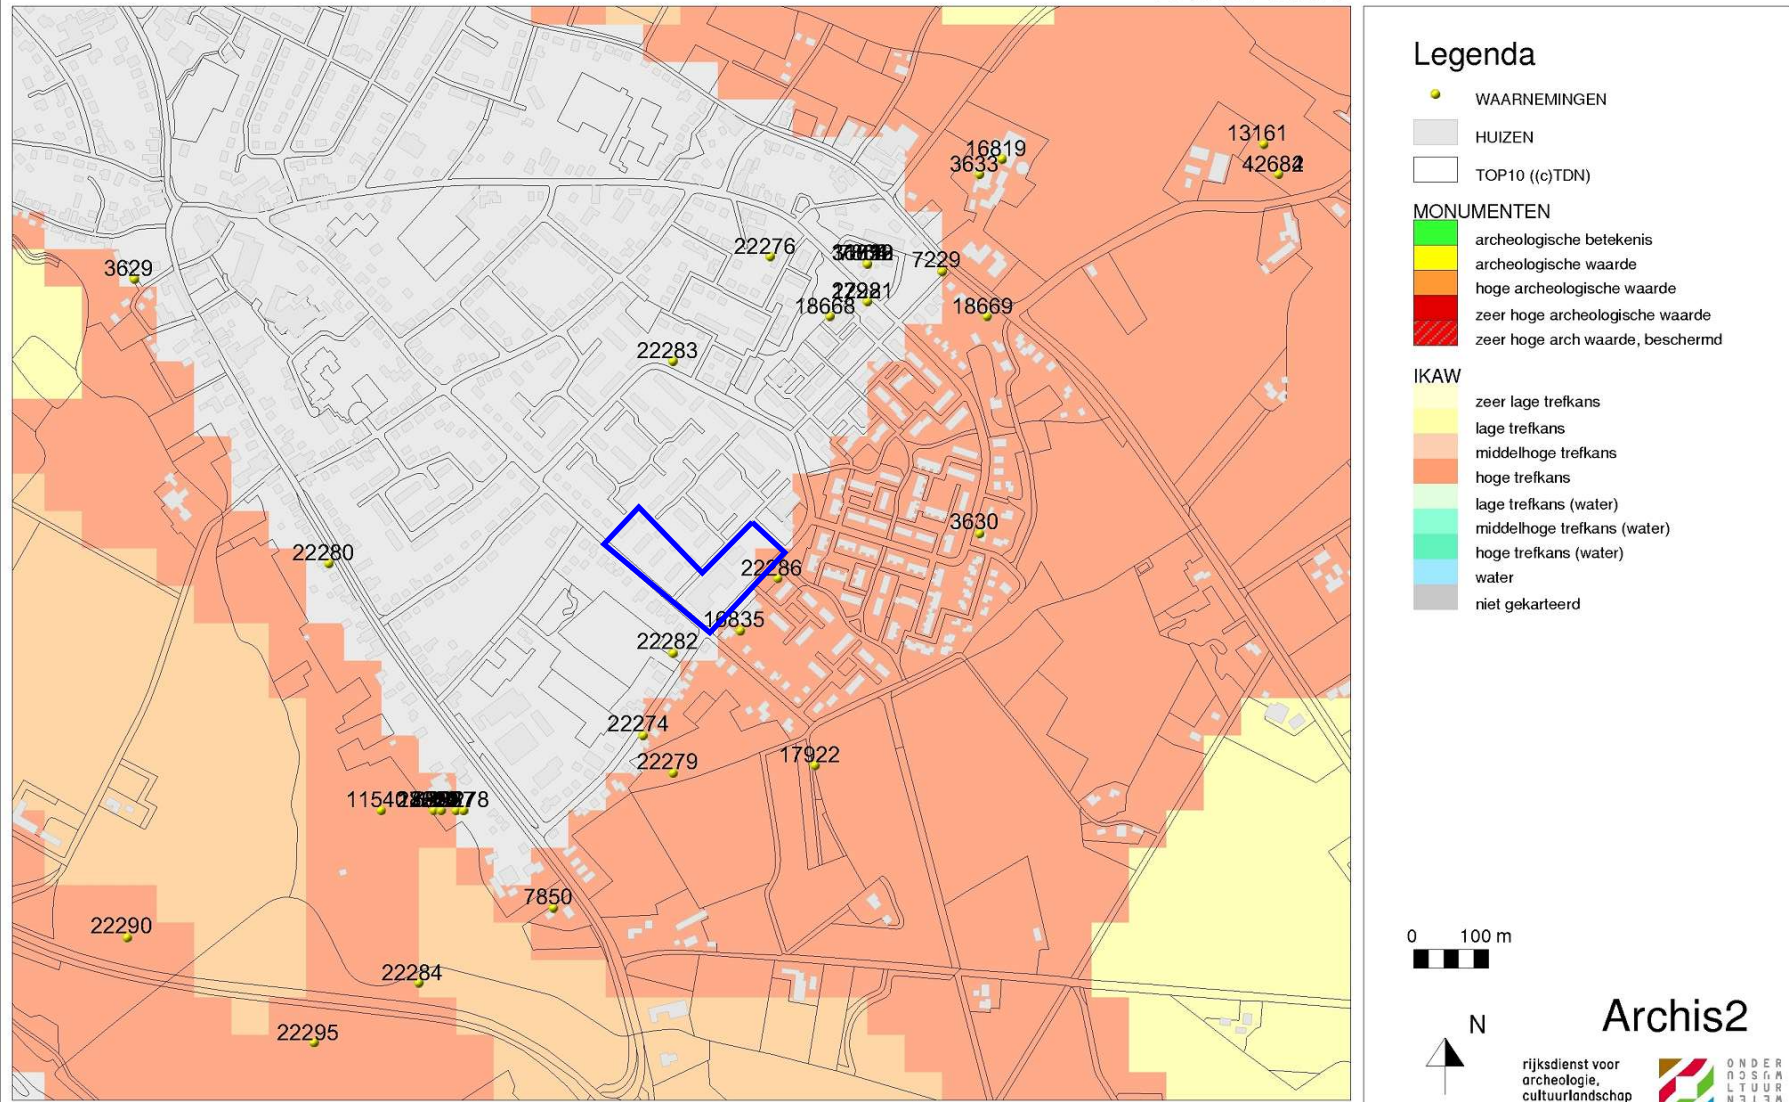 Legenda
WAARNEMINGEN
HUIZEN
TOP10 ((c)TDN)
MONUMENTEN
archeologische betekenis
archeologische waarde
hoge archeologische waarde
zeer hoge archeologische waarde
zeer hoge arch waarde, beschermd
IKAW
zeer lage trefkans
lage trefkans
middelhoge trefkans
hoge trefkans
lage trefkans (water)
middelhoge trefkans (water)
hoge trefkans (water)
water
niet gekarteerd
0 100 m
N
Archis2
rijksdienst voor
archeologie,
cultuurlandschap
ONDER
13161
16819
3633
22276
7229
3629
18668
18669
22283
3630
22280
22286
16835
22282
22274
22279
17922
11540
7850
22290
22284
22295